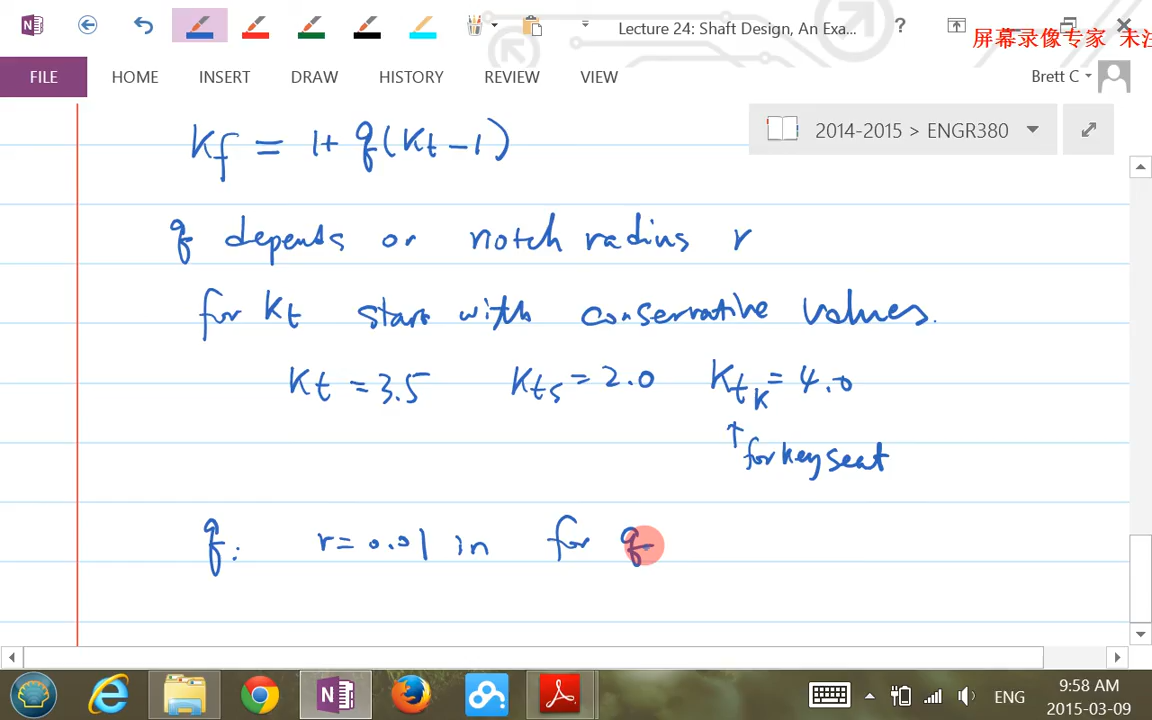 Lecture 24: Shaft Design, An Exa...
?
屏幕录像专家 未注
FILE HOME INSERT DRAW HISTORY REVIEW VIEW
Brett C
2014-2015 > ENGR380
Kf = 1+ q(Kt -1)
q depends on notch radius r
for Kt start with conservative values.
Kt = 3.5 Kts = 2.0 KtK = 4.0
↑ for key seat
q: r = 0.01 in for q
ENG
9:58 AM
2015-03-09